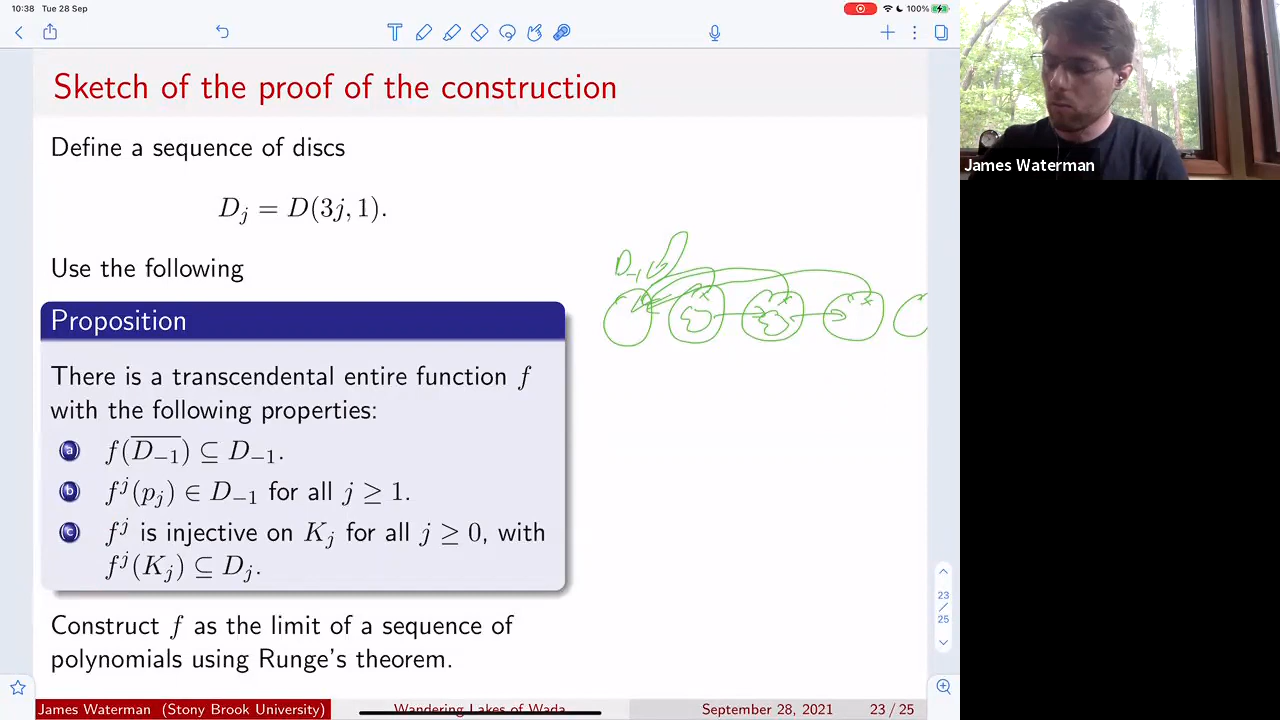 10:38 Tue 28 Sep
100%
Sketch of the proof of the construction
Define a sequence of discs
D_j = D(3j, 1).
Use the following
D_{-1}
Proposition
There is a transcendental entire function f
with the following properties:
a f(\overline{D_{-1}}) ⊆ D_{-1}.
b f^j(p_j) ∈ D_{-1} for all j ≥ 1.
c f^j is injective on K_j for all j ≥ 0, with
f^j(K_j) ⊆ D_j.
Construct f as the limit of a sequence of
polynomials using Runge's theorem.
23
/
25
James Waterman (Stony Brook University)
Wandering Lakes of Wada
September 28, 2021
23 / 25
James Waterman